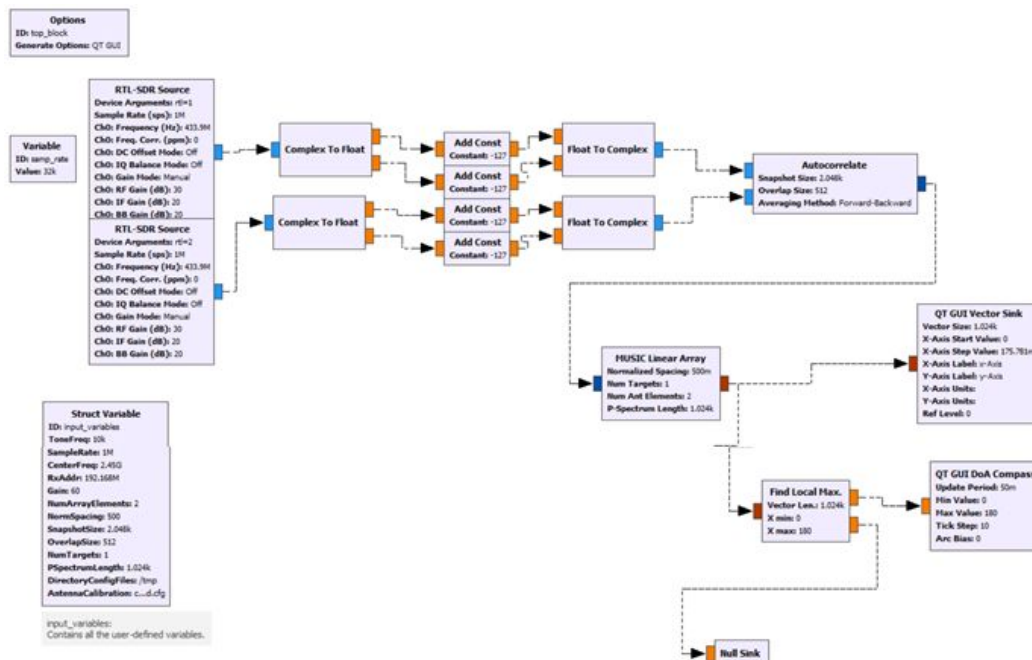 Options
ID: top_block
Generate Options: QT GUI
Variable
ID: samp_rate
Value: 32k
RTL-SDR Source
Device Arguments: rtl=1
Sample Rate (sps): 1M
Ch0: Frequency (Hz): 433.9M
Ch0: Freq. Corr. (ppm): 0
Ch0: DC Offset Mode: Off
Ch0: IQ Balance Mode: Off
Ch0: Gain Mode: Manual
Ch0: RF Gain (dB): 30
Ch0: IF Gain (dB): 20
Ch0: BB Gain (dB): 20
RTL-SDR Source
Device Arguments: rtl=2
Sample Rate (sps): 1M
Ch0: Frequency (Hz): 433.9M
Ch0: Freq. Corr. (ppm): 0
Ch0: DC Offset Mode: Off
Ch0: IQ Balance Mode: Off
Ch0: Gain Mode: Manual
Ch0: RF Gain (dB): 30
Ch0: IF Gain (dB): 20
Ch0: BB Gain (dB): 20
Complex To Float
Complex To Float
Add Const
Constant: -127
Add Const
Constant: -127
Add Const
Constant: -127
Add Const
Constant: -127
Float To Complex
Float To Complex
Autocorrelate
Snapshot Size: 2.048k
Overlap Size: 512
Averaging Method: Forward-Backward
MUSIC Linear Array
Normalized Spacing: 500m
Num Targets: 1
Num Ant Elements: 2
P-Spectrum Length: 1.024k
QT GUI Vector Sink
Vector Size: 1.024k
X-Axis Start Value: 0
X-Axis Step Value: 175.781m
X-Axis Label: x-Axis
Y-Axis Label: y-Axis
X-Axis Units:
Y-Axis Units:
Ref Level: 0
Find Local Max.
Vector Len.: 1.024k
X min: 0
X max: 180
QT GUI DoA Compass
Update Period: 50m
Min Value: 0
Max Value: 180
Tick Step: 10
Arc Bias: 0
Null Sink
Struct Variable
ID: input_variables
ToneFreq: 10k
SampleRate: 1M
CenterFreq: 2.45G
RxAddr: 192.168M
Gain: 60
NumArrayElements: 2
NormSpacing: 500
SnapshotSize: 2.048k
OverlapSize: 512
NumTargets: 1
PSpectrumLength: 1.024k
DirectoryConfigFiles: /tmp
AntennaCalibration: c...d.cfg
input_variables:
Contains all the user-defined variables.